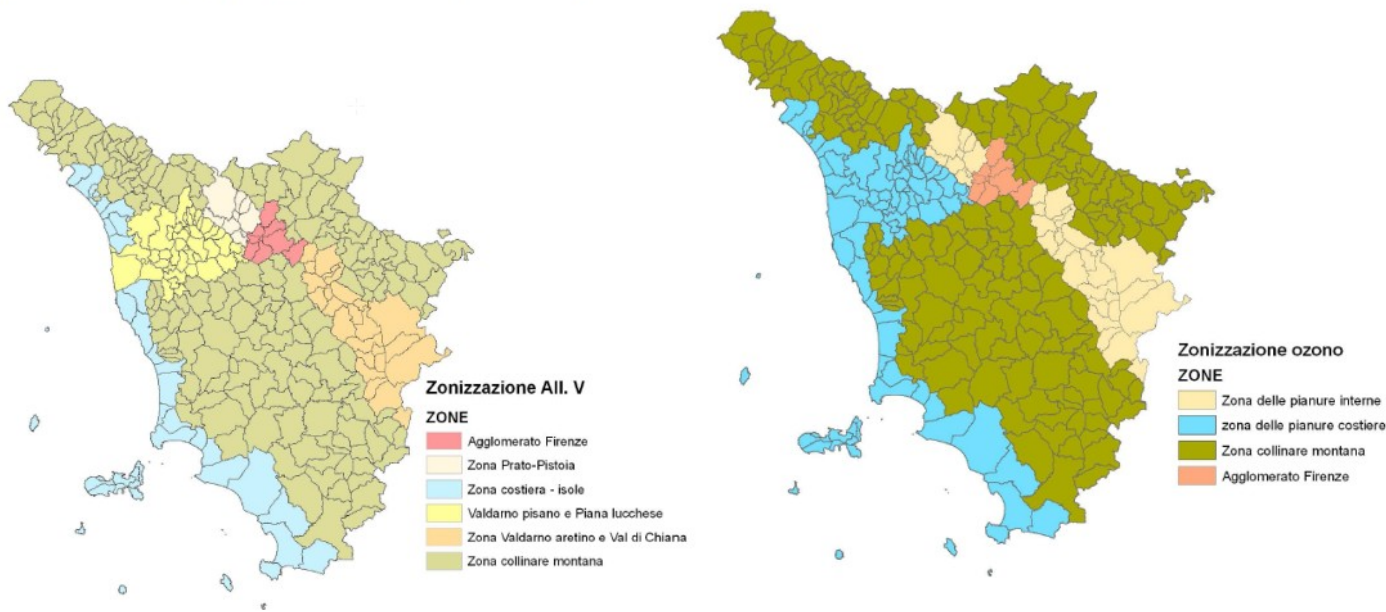 Zonizzazione All. V
ZONE
Agglomerato Firenze
Zona Prato-Pistoia
Zona costiera - isole
Valdarno pisano e Piana lucchese
Zona Valdarno aretino e Val di Chiana
Zona collinare montana
Zonizzazione ozono
ZONE
Zona delle pianure interne
zona delle pianure costiere
Zona collinare montana
Agglomerato Firenze